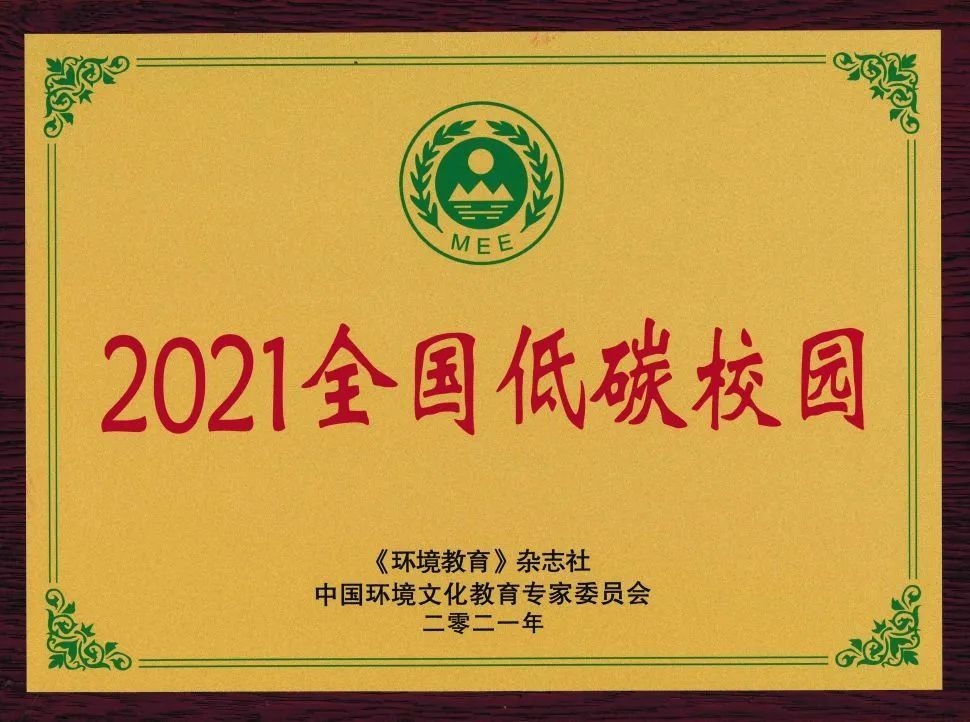 MEE
2021全国低碳校园
《环境教育》杂志社
中国环境文化教育专家委员会
二零二一年